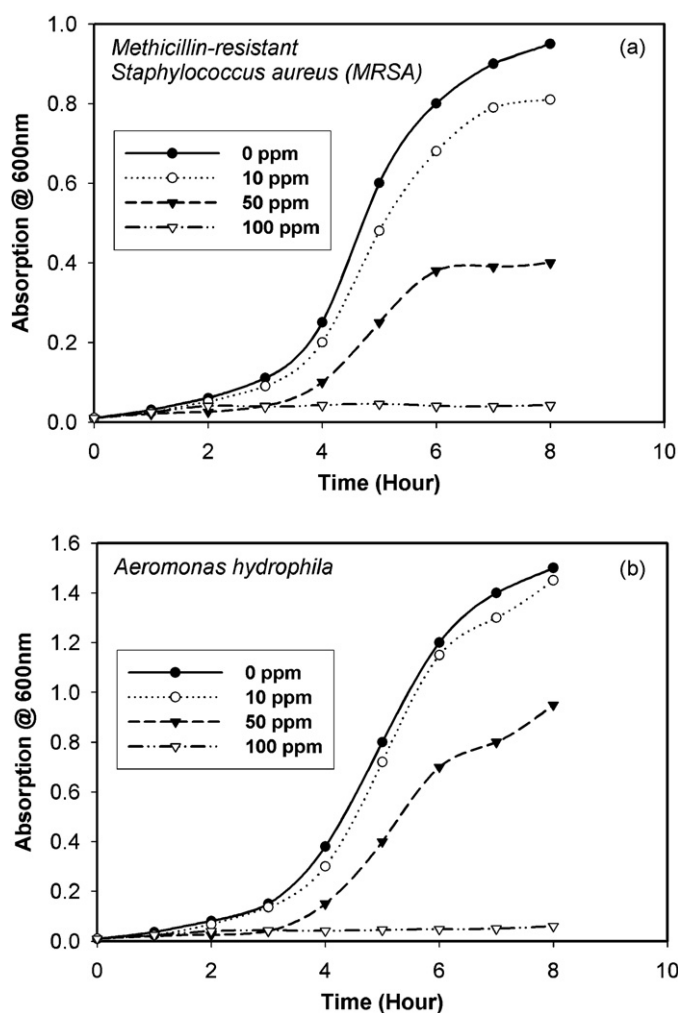 Methicillin-resistant
Staphylococcus aureus (MRSA)
(a)
1.0
0.8
0.6
0.4
0.2
0.0
Absorption @ 600nm
0 ppm
10 ppm
50 ppm
100 ppm
0 2 4 6 8 10
Time (Hour)
Aeromonas hydrophila
(b)
1.6
1.4
1.2
1.0
0.8
0.6
0.4
0.2
0.0
Absorption @ 600nm
0 ppm
10 ppm
50 ppm
100 ppm
0 2 4 6 8 10
Time (Hour)